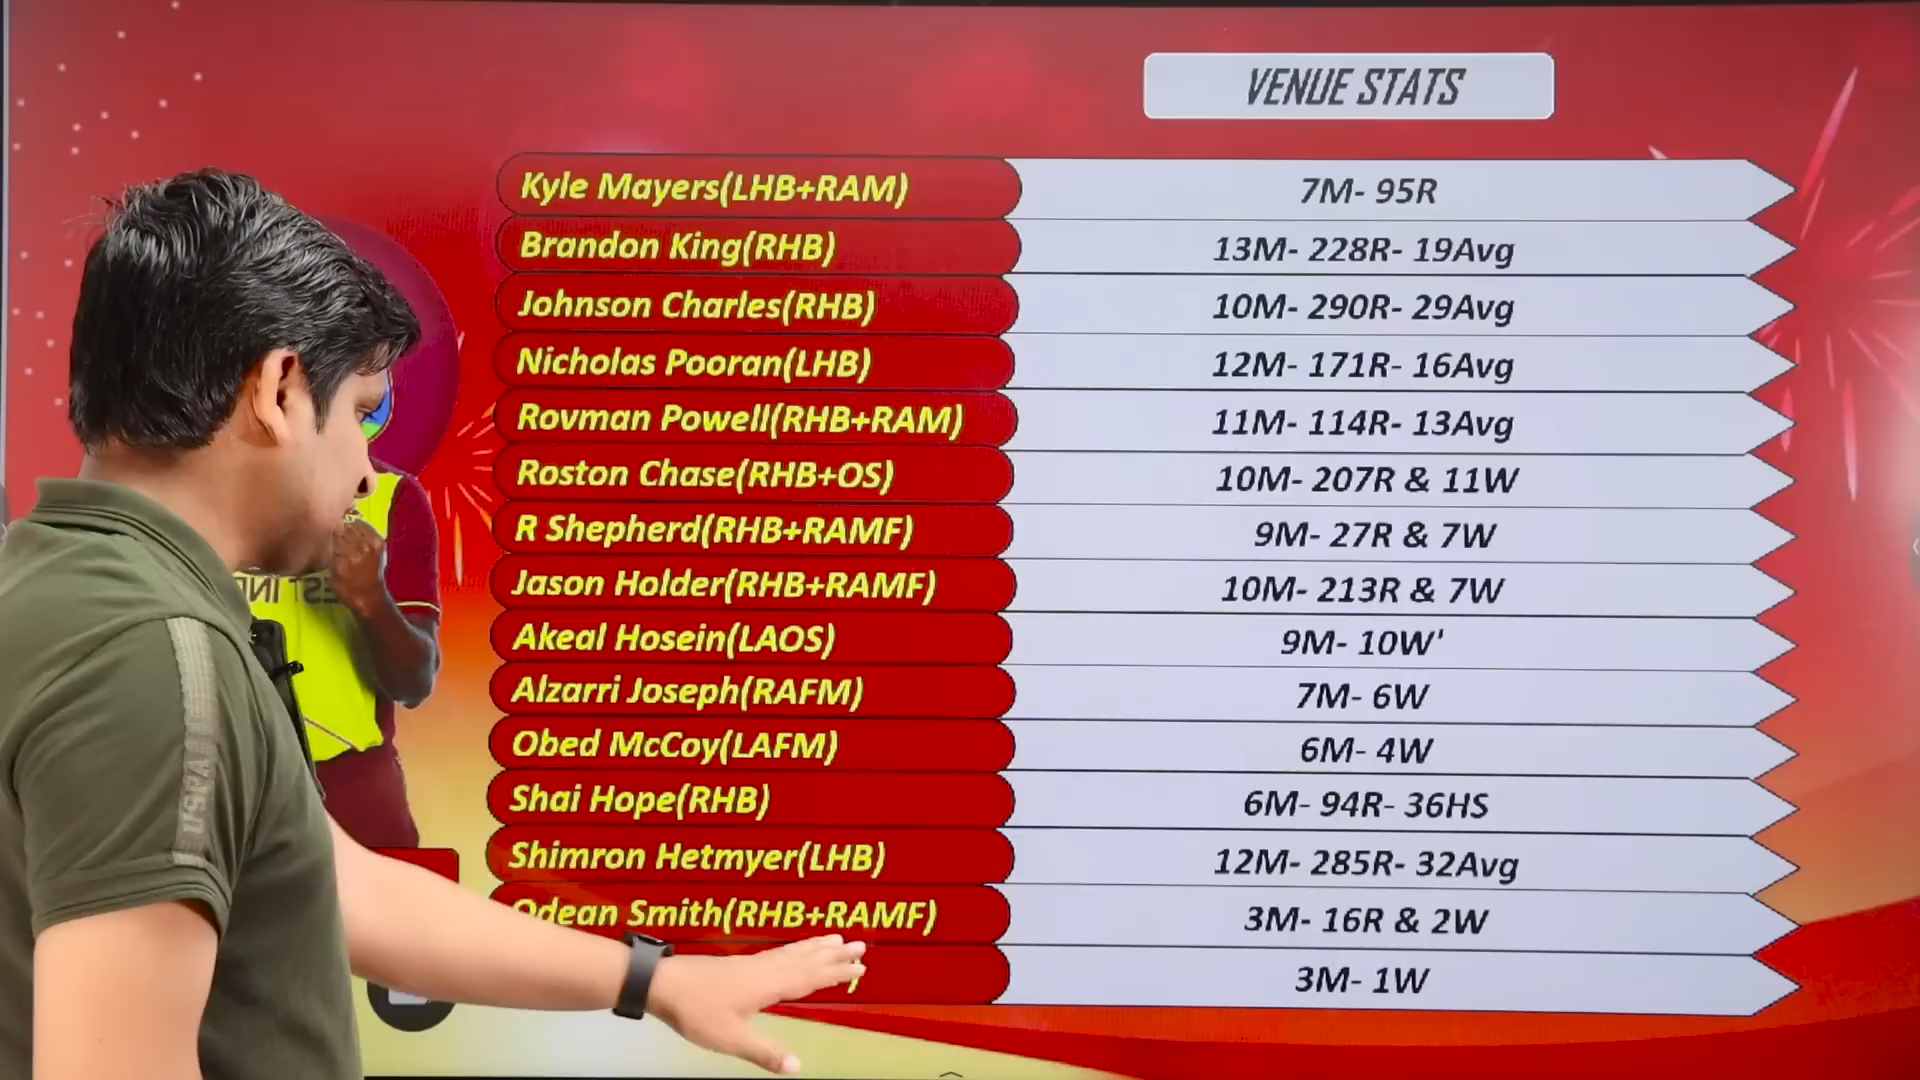 VENUE STATS
Kyle Mayers(LHB+RAM) 7M- 95R
Brandon King(RHB) 13M- 228R- 19Avg
Johnson Charles(RHB) 10M- 290R- 29Avg
Nicholas Pooran(LHB) 12M- 171R- 16Avg
Rovman Powell(RHB+RAM) 11M- 114R- 13Avg
Roston Chase(RHB+OS) 10M- 207R & 11W
R Shepherd(RHB+RAMF) 9M- 27R & 7W
Jason Holder(RHB+RAMF) 10M- 213R & 7W
Akeal Hosein(LAOS) 9M- 10W'
Alzarri Joseph(RAFM) 7M- 6W
Obed McCoy(LAFM) 6M- 4W
Shai Hope(RHB) 6M- 94R- 36HS
Shimron Hetmyer(LHB) 12M- 285R- 32Avg
Odean Smith(RHB+RAMF) 3M- 16R & 2W
3M- 1W